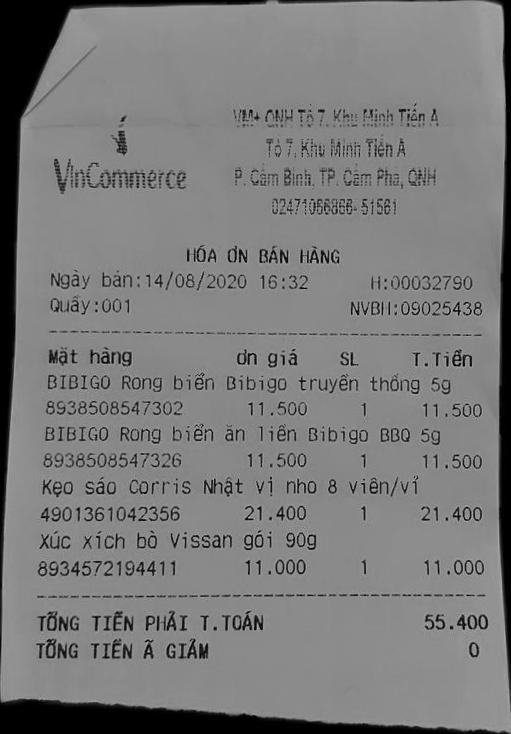 VinCommerce
VM+ QNH Tổ 7, Khu Minh Tiến A
Tổ 7, Khu Minh Tiến A
P. Cẩm Bình, TP. Cẩm Phả, QNH
02471066866-51561
HÓA ƠN BÁN HÀNG
Ngày bán:14/08/2020 16:32 H:00032790
Quầy:001 NVBH:09025438
Mặt hàng ơn giá SL T.Tiền
BIBIGO Rong biển Bibigo truyền thống 5g
8938508547302 11.500 1 11.500
BIBIGO Rong biển ăn liền Bibigo BBQ 5g
8938508547326 11.500 1 11.500
Kẹo sáo Corris Nhật vị nho 8 viên/vỉ
4901361042356 21.400 1 21.400
Xúc xích bò Vissan gói 90g
8934572194411 11.000 1 11.000
TỔNG TIỀN PHẢI T.TOÁN 55.400
TỔNG TIỀN Ã GIẢM 0